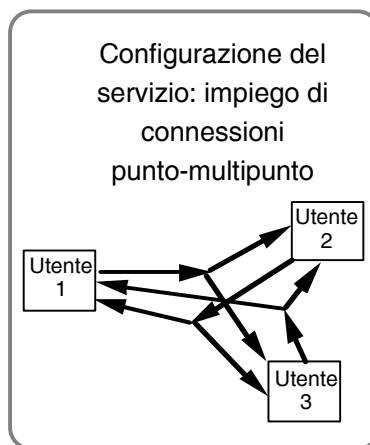 Configurazione del
servizio: impiego di
connessioni
punto-multipunto
Utente
2
Utente
1
Utente
3